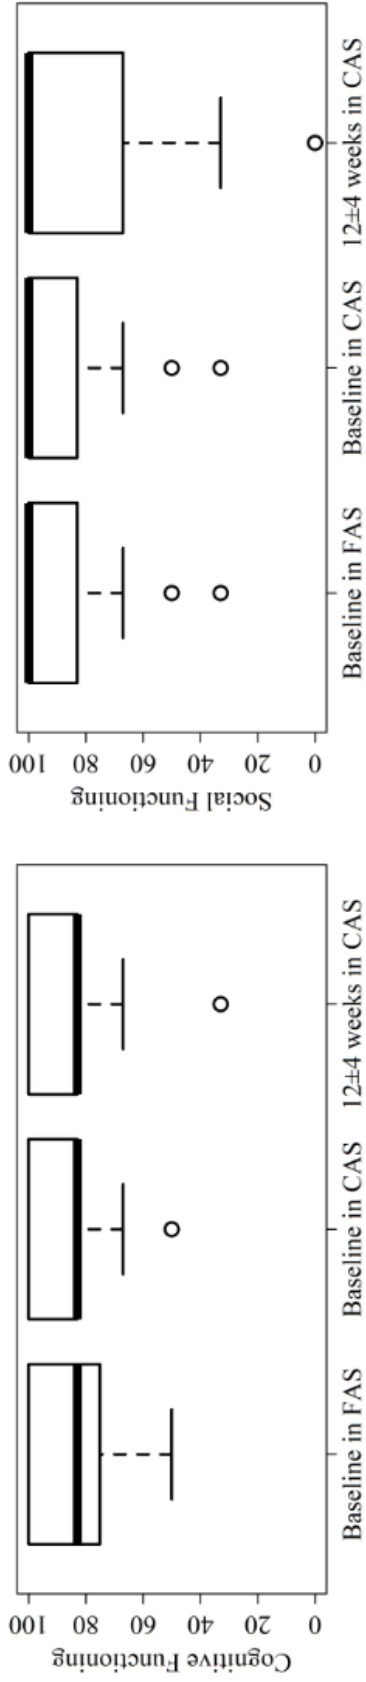 Cognitive Functioning
100
80
60
40
20
0
Baseline in FAS
Baseline in CAS
12±4 weeks in CAS
Social Functioning
100
80
60
40
20
0
Baseline in FAS
Baseline in CAS
12±4 weeks in CAS